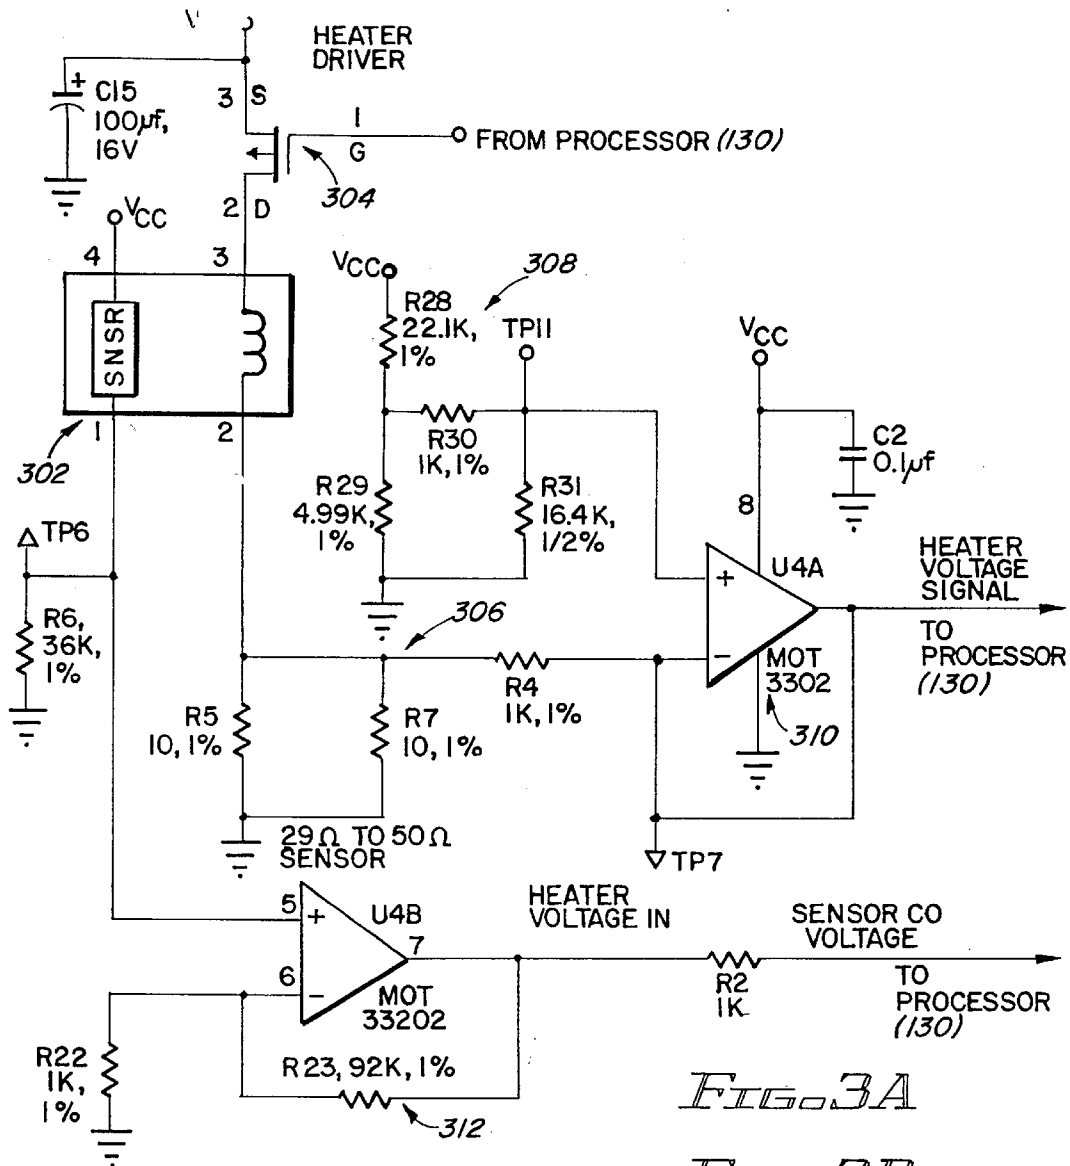 HEATER
DRIVER
+
C15
100µf,
16V
3 S
1
G
FROM PROCESSOR (130)
304
2 D
VCC
4
3
SNSR
1
2
302
VCC
308
R28
22.1K,
1%
TP11
VCC
R30
1K, 1%
C2
0.1µf
R29
4.99K,
1%
R31
16.4K,
1/2%
8
TP6
+
U4A
HEATER
VOLTAGE
SIGNAL
306
R6,
36K,
1%
−
MOT
3302
TO
PROCESSOR
(130)
R4
1K, 1%
R5
10, 1%
R7
10, 1%
310
29Ω TO 50Ω
SENSOR
TP7
5
+
U4B
7
HEATER
VOLTAGE IN
SENSOR CO
VOLTAGE
6
−
MOT
33202
R2
1K
TO
PROCESSOR
(130)
R22
1K,
1%
R23, 92K, 1%
312
FIG. 3A